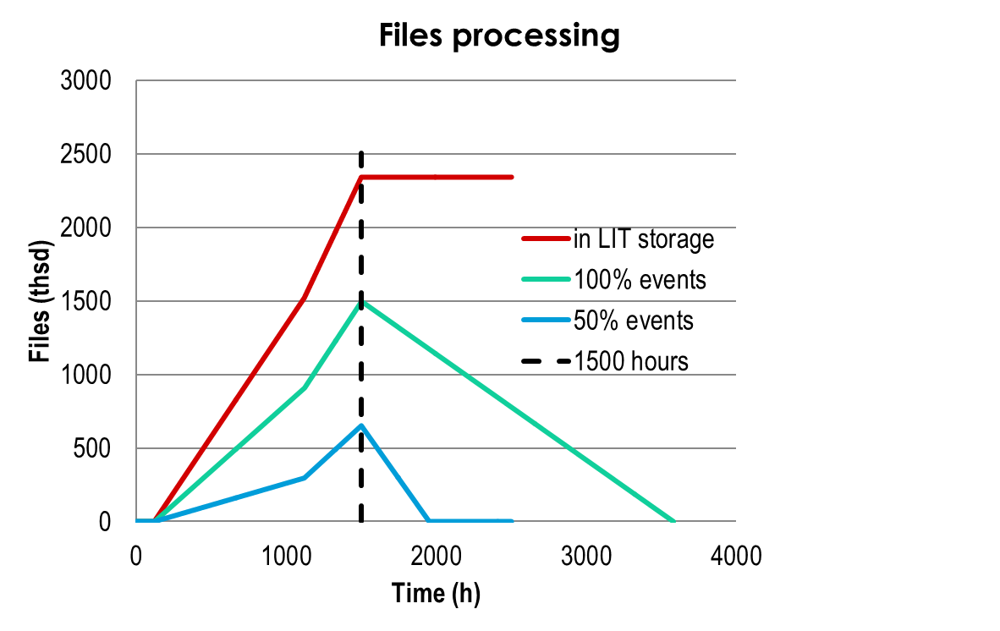 Files processing
3000
2500
2000
1500
1000
500
0
Files (thsd)
in LIT storage
100% events
50% events
1500 hours
0 1000 2000 3000 4000
Time (h)